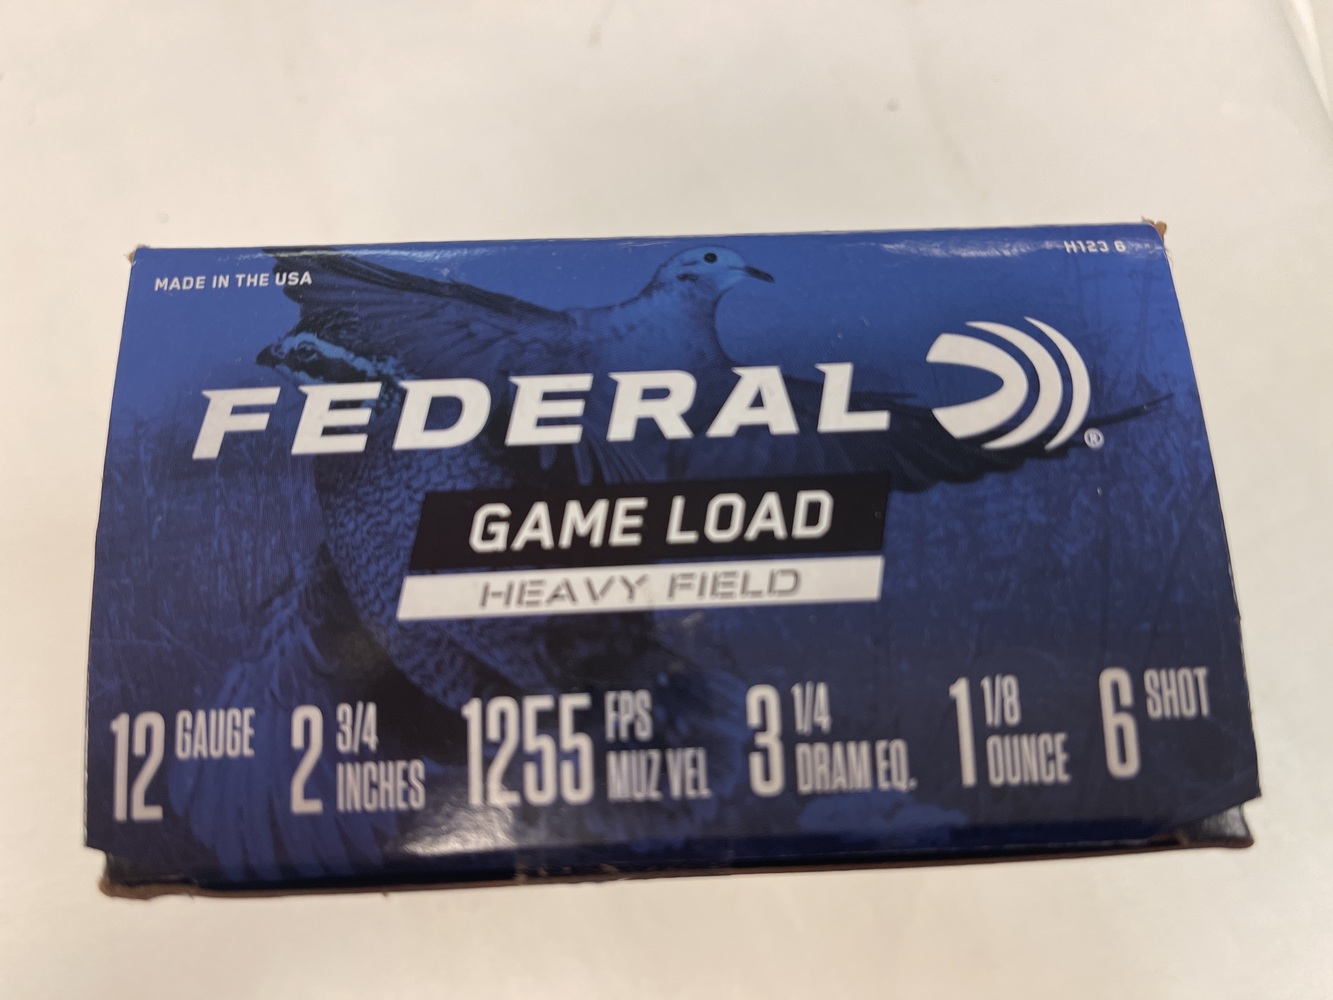 MADE IN THE USA
H123 6
FEDERAL ®
GAME LOAD
HEAVY FIELD
12 GAUGE 2 3/4 INCHES 1255 FPS MUZ VEL 3 1/4 DRAM EQ. 1 1/8 OUNCE 6 SHOT